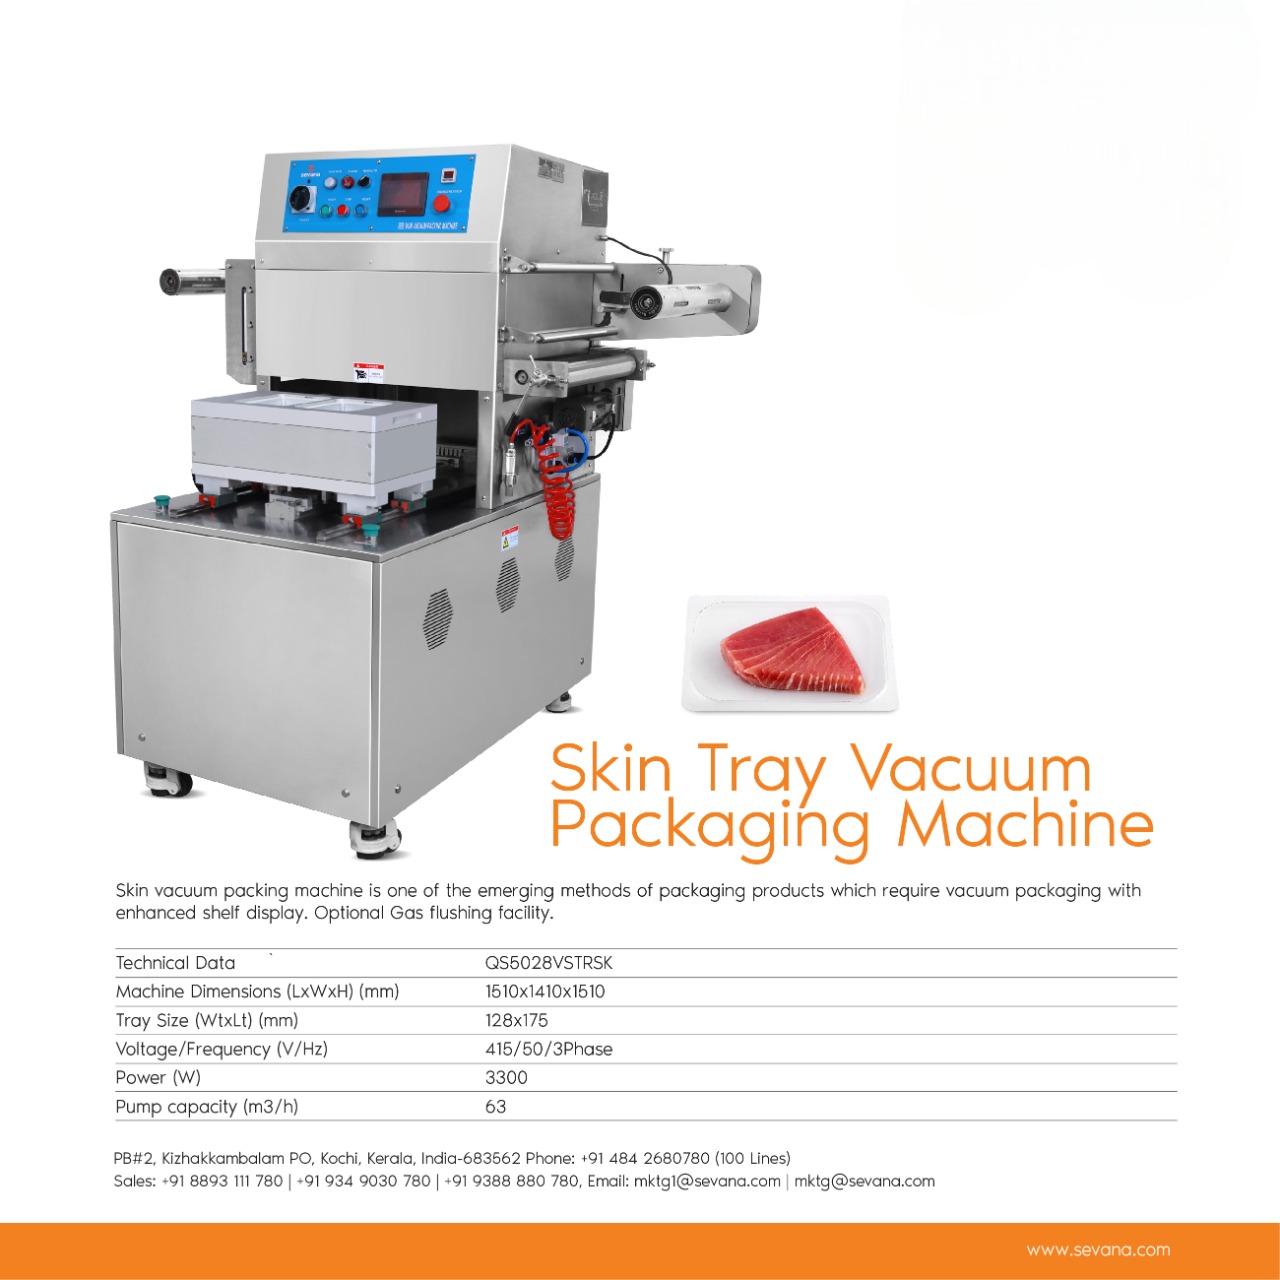 sevana
Skin Tray Vacuum
Packaging Machine
Skin vacuum packing machine is one of the emerging methods of packaging products which require vacuum packaging with
enhanced shelf display. Optional Gas flushing facility.
Technical Data ` QS5028VSTRSK
Machine Dimensions (LxWxH) (mm) 1510x1410x1510
Tray Size (WtxLt) (mm) 128x175
Voltage/Frequency (V/Hz) 415/50/3Phase
Power (W) 3300
Pump capacity (m3/h) 63
PB#2, Kizhakkambalam PO, Kochi, Kerala, India-683562 Phone: +91 484 2680780 (100 Lines)
Sales: +91 8893 111 780 | +91 934 9030 780 | +91 9388 880 780, Email: mktg1@sevana.com | mktg@sevana.com
www.sevana.com